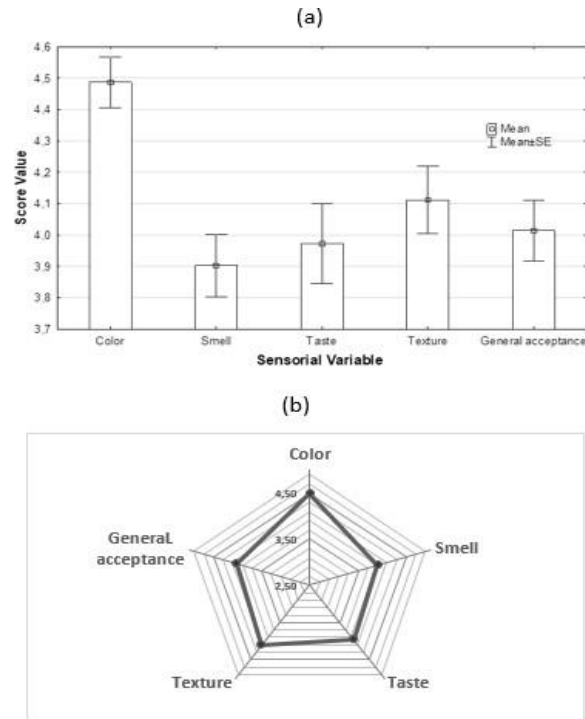 (a)
4,6
4,5
4,4
4,3
4,2
4,1
4,0
3,9
3,8
3,7
Score Value
Mean
Mean±SE
Color Smell Taste Texture General acceptance
Sensorial Variable
(b)
Color
4,50
GeneraL
acceptance
3,50
Smell
2,50
Texture
Taste